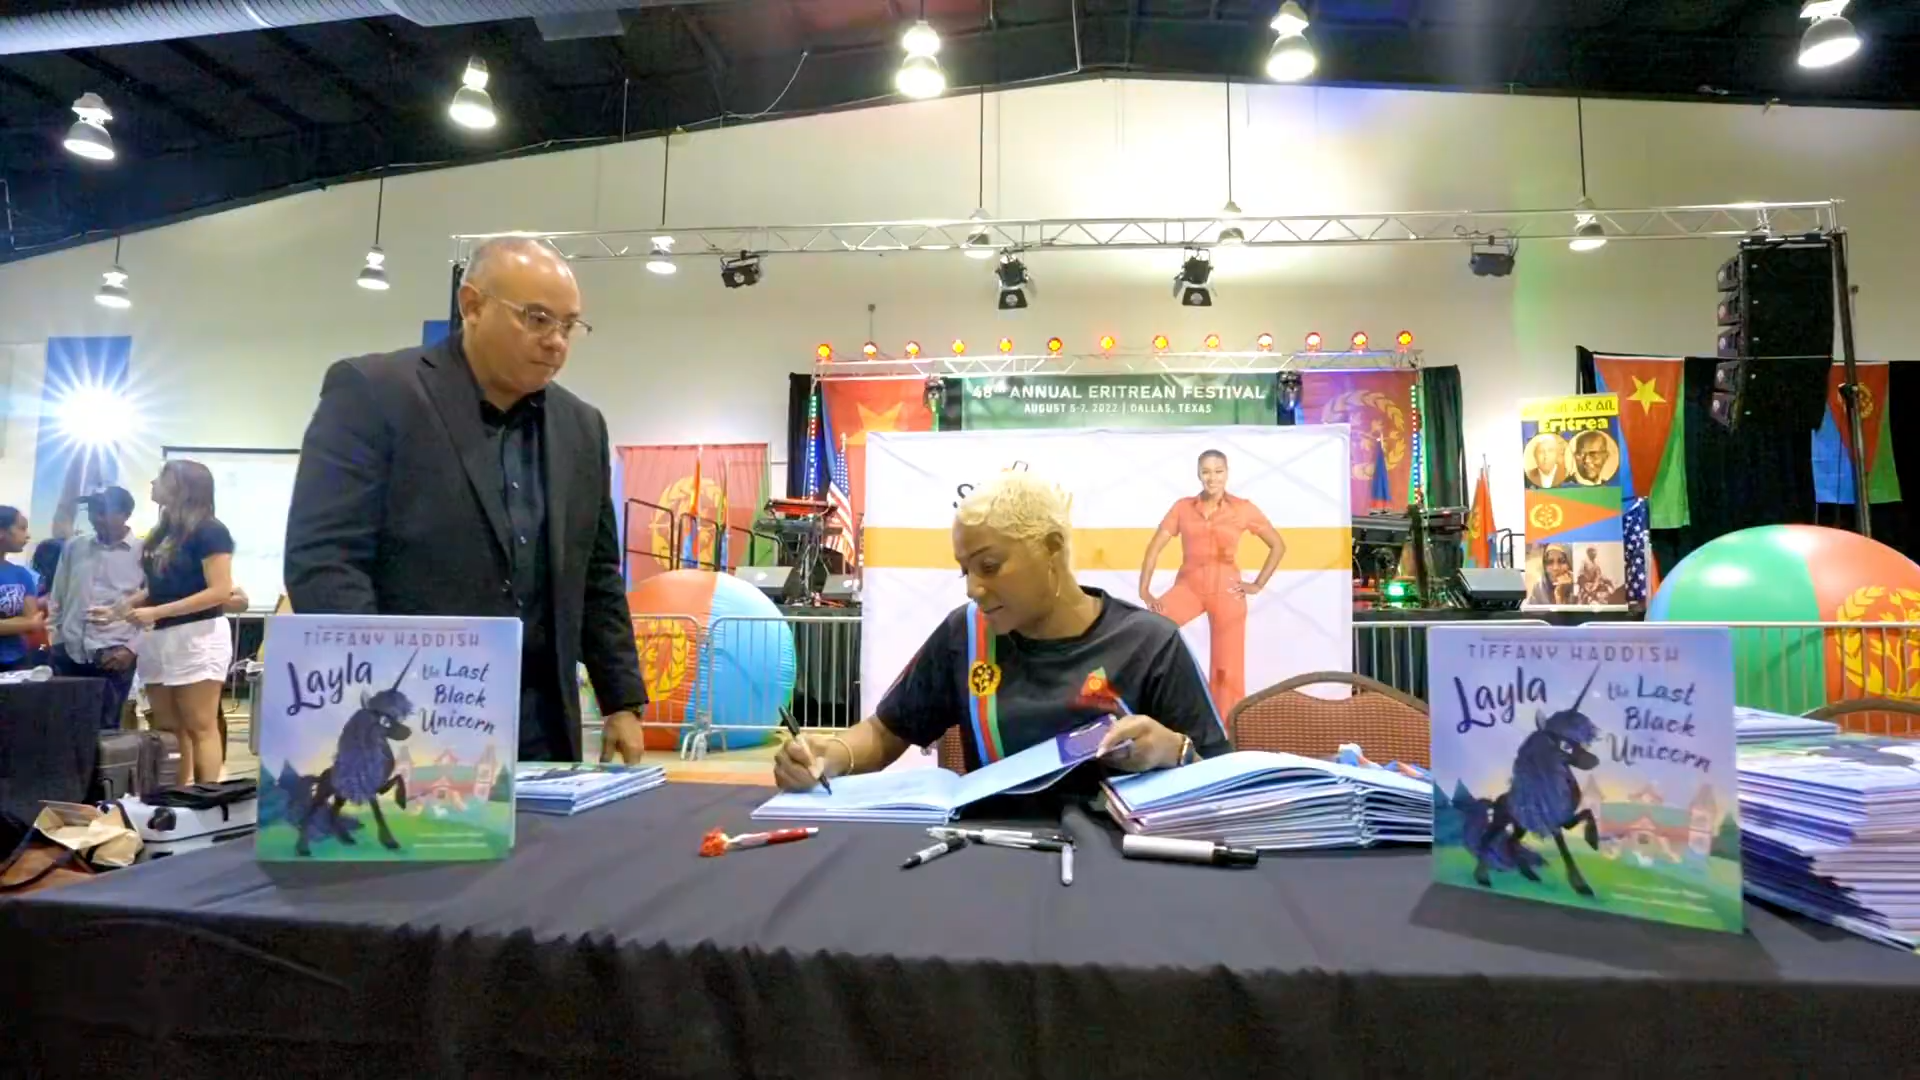 48TH ANNUAL ERITREAN FESTIVAL
AUGUST 5-7, 2022 | DALLAS, TEXAS
Eritrea
TIFFANY HADDISH
Layla
the Last
Black
Unicorn
TIFFANY HADDISH
Layla
the Last
Black
Unicorn